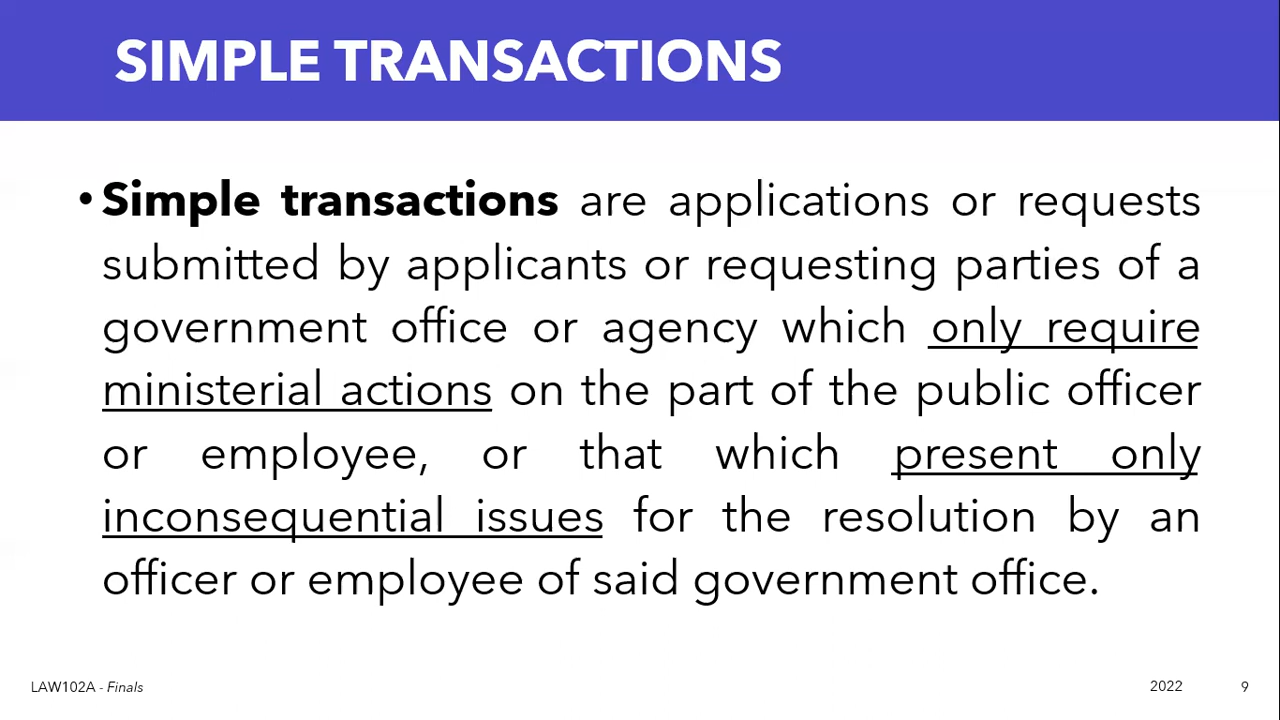 SIMPLE TRANSACTIONS
• Simple transactions are applications or requests
submitted by applicants or requesting parties of a
government office or agency which only require
ministerial actions on the part of the public officer
or employee, or that which present only
inconsequential issues for the resolution by an
officer or employee of said government office.
LAW102A - Finals 2022 9